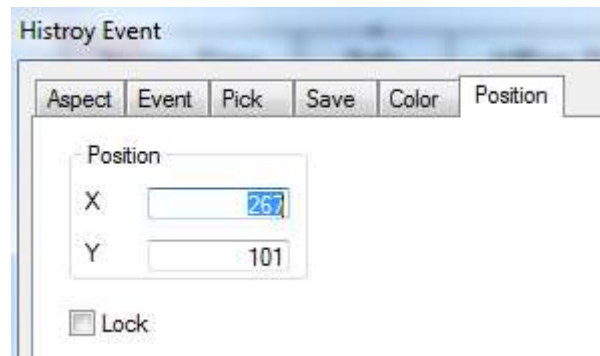 Histroy Event
Aspect Event Pick Save Color Position
Position
X 267
Y 101
Lock